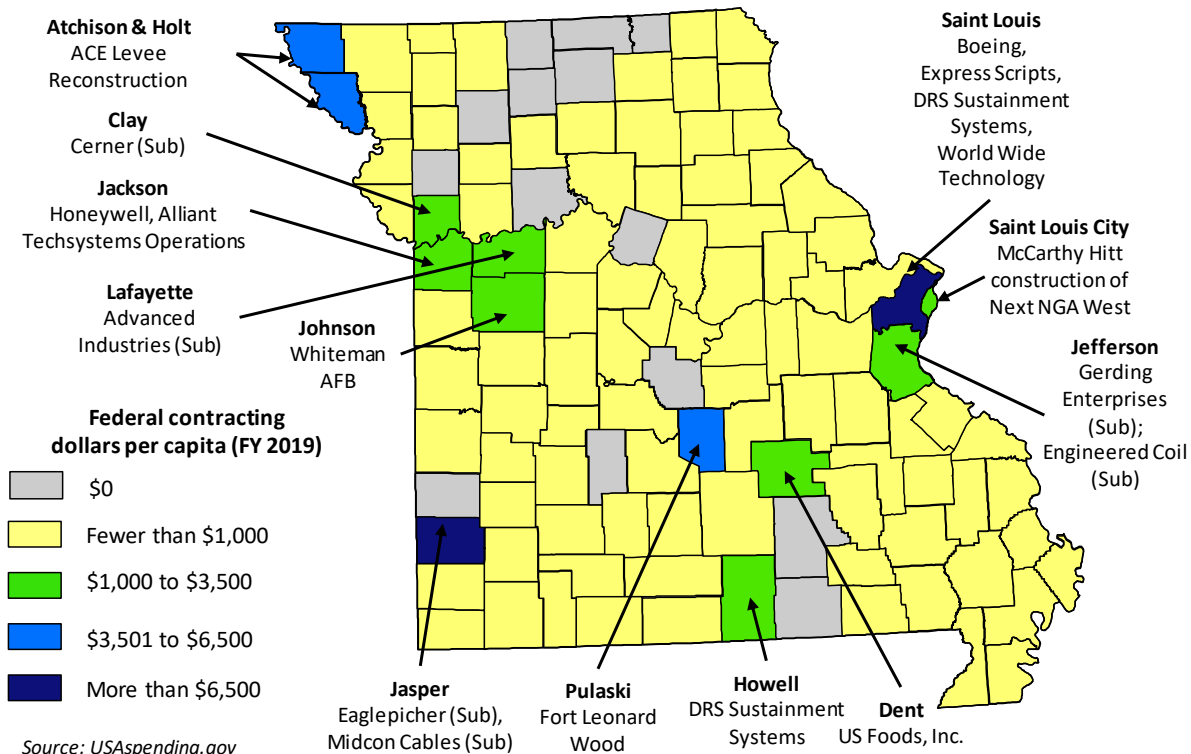 Atchison & Holt
ACE Levee
Reconstruction
Clay
Cerner (Sub)
Jackson
Honeywell, Alliant
Techsystems Operations
Lafayette
Advanced
Industries (Sub)
Johnson
Whiteman
AFB
Saint Louis
Boeing,
Express Scripts,
DRS Sustainment
Systems,
World Wide
Technology
Saint Louis City
McCarthy Hitt
construction of
Next NGA West
Jefferson
Gerding
Enterprises
(Sub);
Engineered Coil
(Sub)
Federal contracting
dollars per capita (FY 2019)
$0
Fewer than $1,000
$1,000 to $3,500
$3,501 to $6,500
More than $6,500
Jasper
Eaglepicher (Sub),
Midcon Cables (Sub)
Pulaski
Fort Leonard
Wood
Howell
DRS Sustainment
Systems
Dent
US Foods, Inc.
Source: USAspending.gov